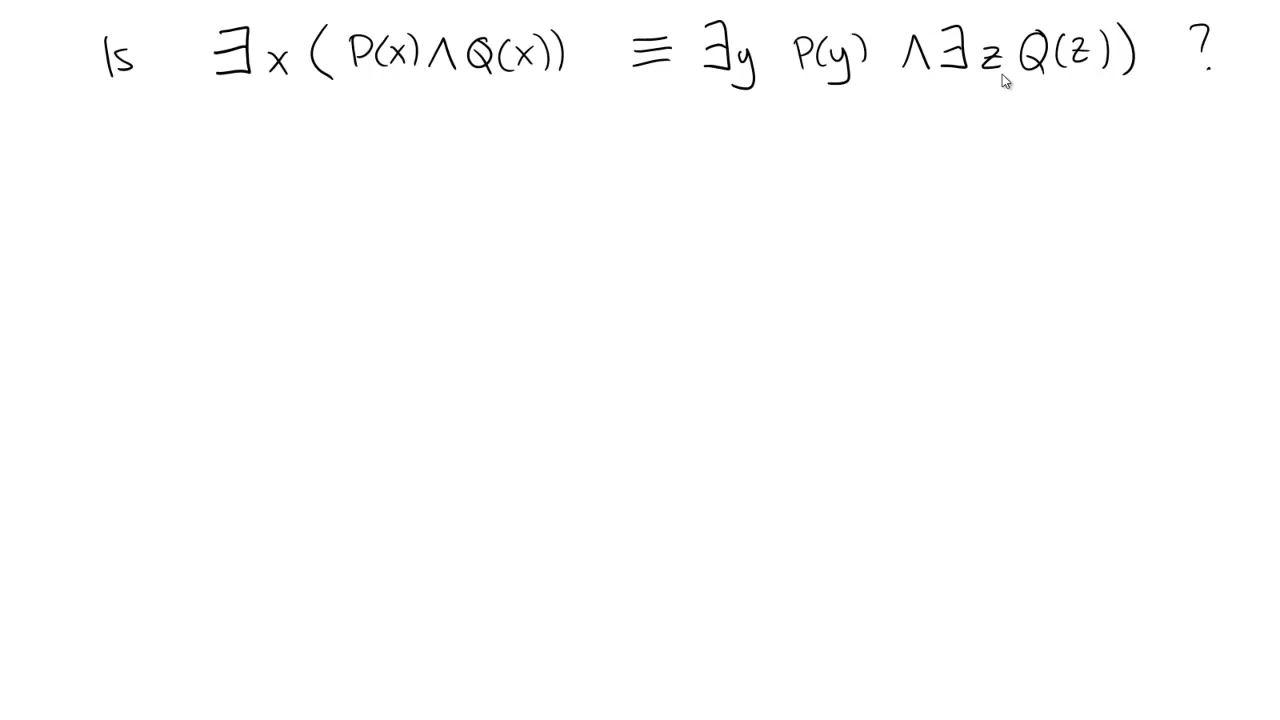 Is ∃x(P(x)∧Q(x)) ≡ ∃y P(y) ∧∃z Q(z)) ?